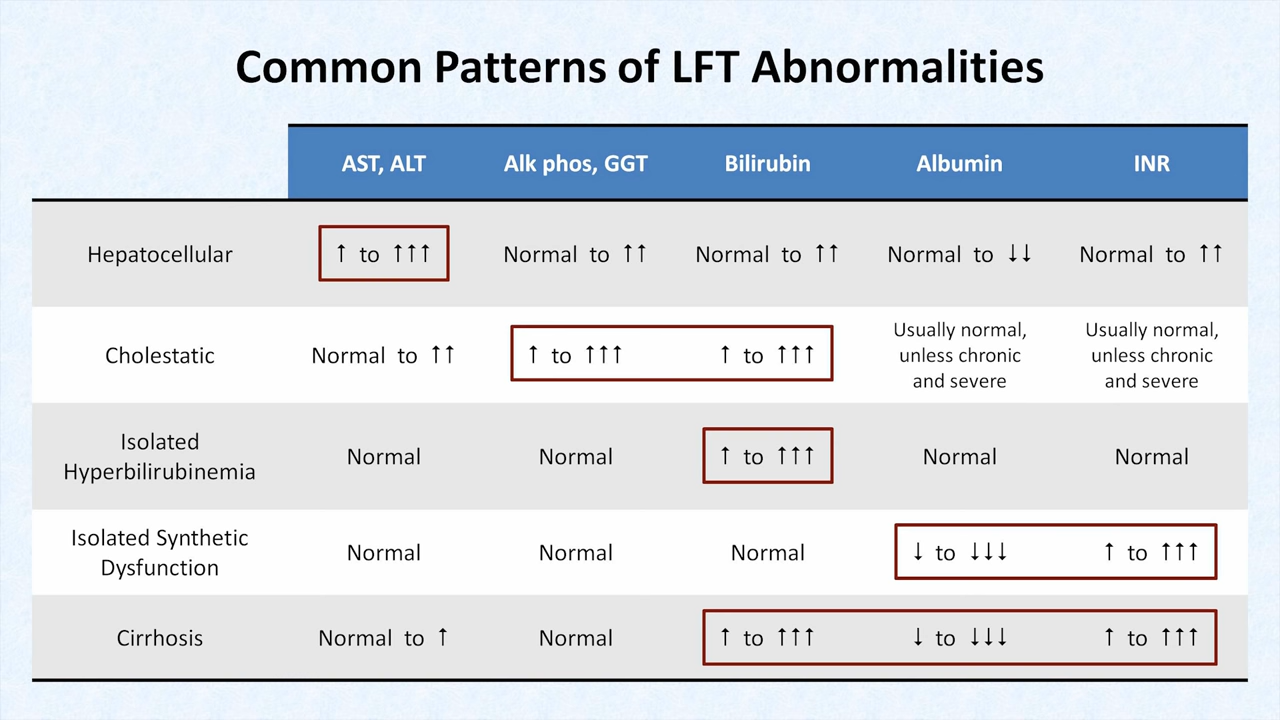 Common Patterns of LFT Abnormalities
AST, ALT Alk phos, GGT Bilirubin Albumin INR
Hepatocellular ↑ to ↑↑↑ Normal to ↑↑ Normal to ↑↑ Normal to ↓↓ Normal to ↑↑
Cholestatic Normal to ↑↑ ↑ to ↑↑↑ ↑ to ↑↑↑ Usually normal, unless chronic and severe Usually normal, unless chronic and severe
Isolated Hyperbilirubinemia Normal Normal ↑ to ↑↑↑ Normal Normal
Isolated Synthetic Dysfunction Normal Normal Normal ↓ to ↓↓↓ ↑ to ↑↑↑
Cirrhosis Normal to ↑ Normal ↑ to ↑↑↑ ↓ to ↓↓↓ ↑ to ↑↑↑